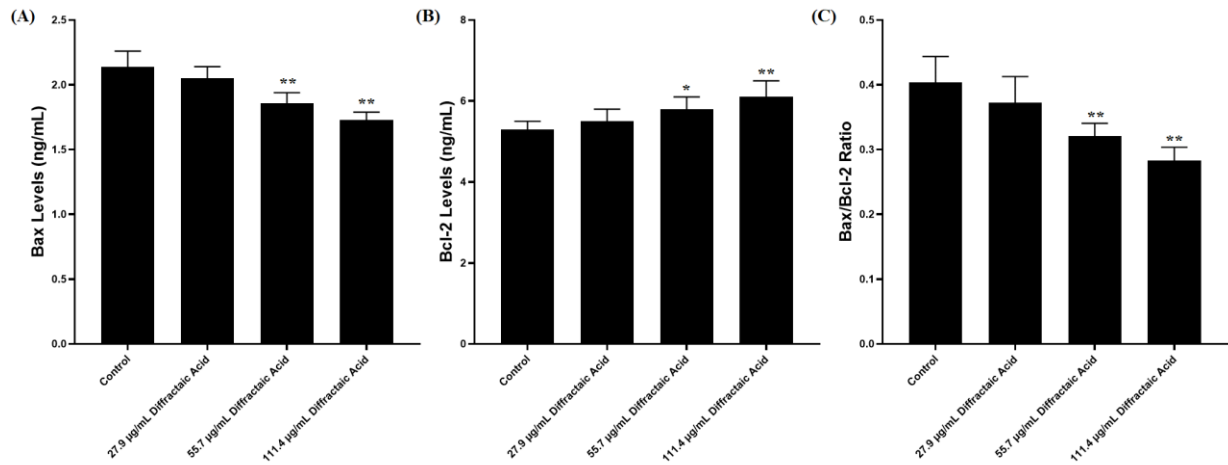 (A)
Bax Levels (ng/mL)
2.5
2.0
1.5
1.0
0.5
0.0
**
**
Control
27.9 µg/mL Diffractaic Acid
55.7 µg/mL Diffractaic Acid
111.4 µg/mL Diffractaic Acid
(B)
Bcl-2 Levels (ng/mL)
8
6
4
2
0
*
**
Control
27.9 µg/mL Diffractaic Acid
55.7 µg/mL Diffractaic Acid
111.4 µg/mL Diffractaic Acid
(C)
Bax/Bcl-2 Ratio
0.5
0.4
0.3
0.2
0.1
0.0
**
**
Control
27.9 µg/mL Diffractaic Acid
55.7 µg/mL Diffractaic Acid
111.4 µg/mL Diffractaic Acid